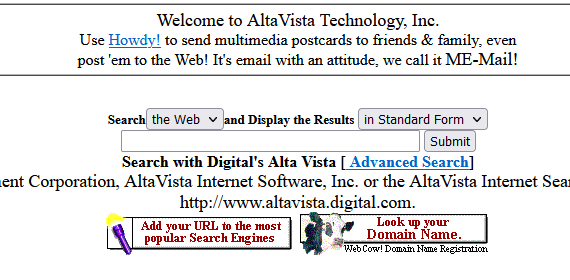 Welcome to AltaVista Technology, Inc.
Use Howdy! to send multimedia postcards to friends & family, even
post 'em to the Web! It's email with an attitude, we call it ME-Mail!
Search the Web and Display the Results in Standard Form
Submit
Search with Digital's Alta Vista [ Advanced Search]
ent Corporation, AltaVista Internet Software, Inc. or the AltaVista Internet Sea
http://www.altavista.digital.com.
Add your URL to the most
popular Search Engines
Look up your
Domain Name.
WebCow! Domain Name Registration